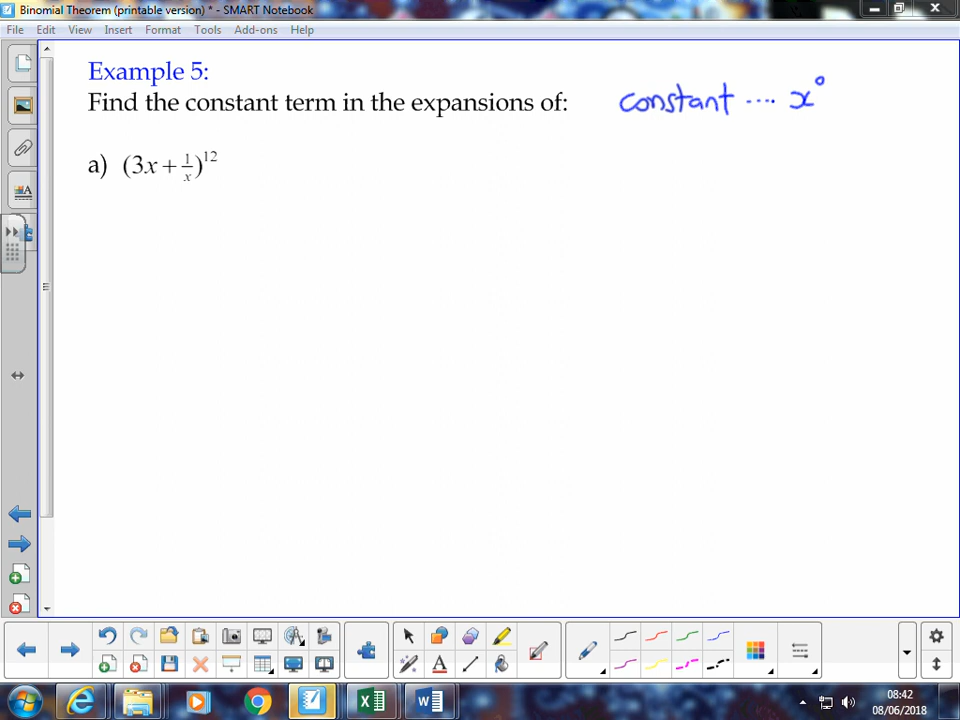 Binomial Theorem (printable version) * - SMART Notebook
File Edit View Insert Format Tools Add-ons Help
Example 5:
Find the constant term in the expansions of: constant .... x⁰
a) (3x + 1/x)¹²
08:42
08/06/2018